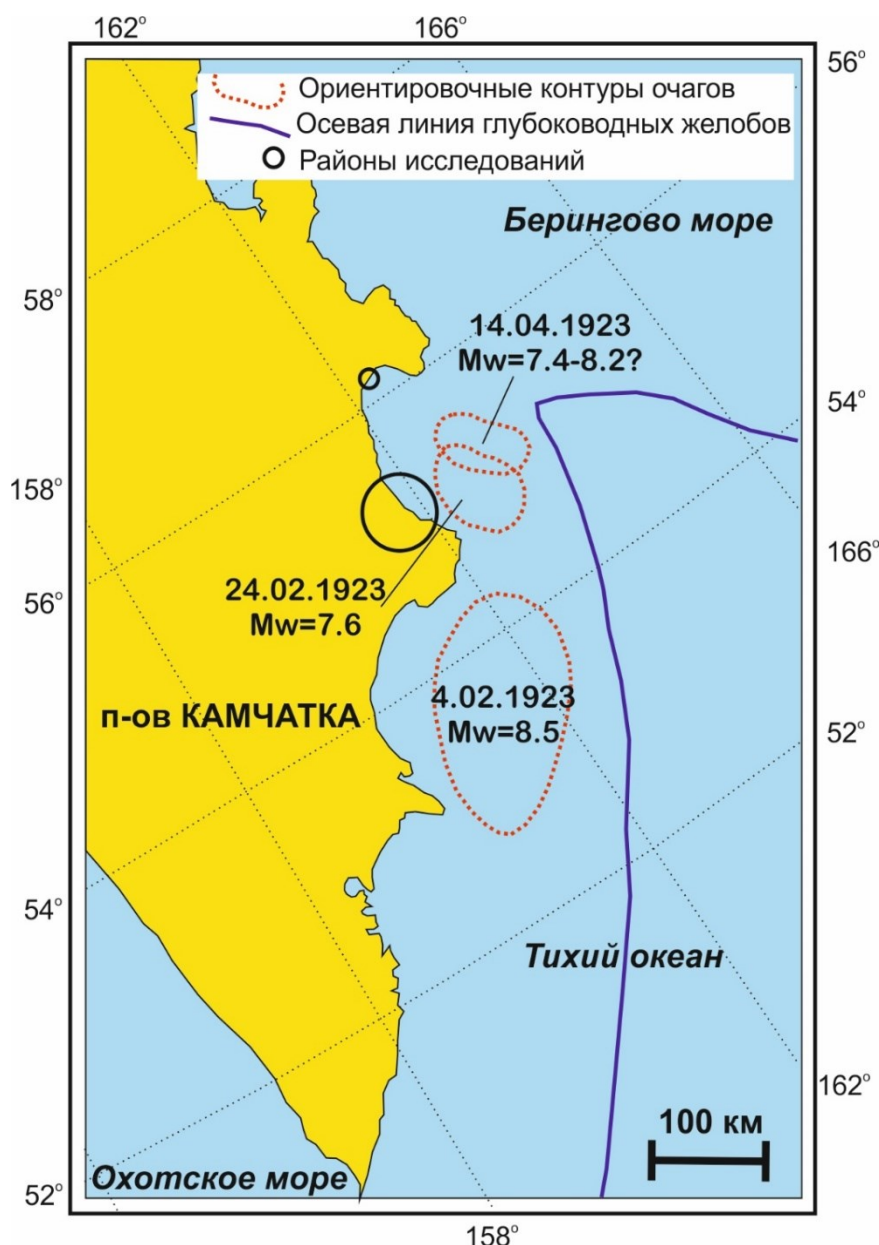 162° 166°
56°
Ориентировочные контуры очагов
Осевая линия глубоководных желобов
Районы исследований
Берингово море
58°
14.04.1923
Mw=7.4-8.2?
54°
158°
166°
24.02.1923
Mw=7.6
56°
4.02.1923
Mw=8.5
п-ов КАМЧАТКА
52°
54°
Тихий океан
162°
100 км
Охотское море
52°
158°